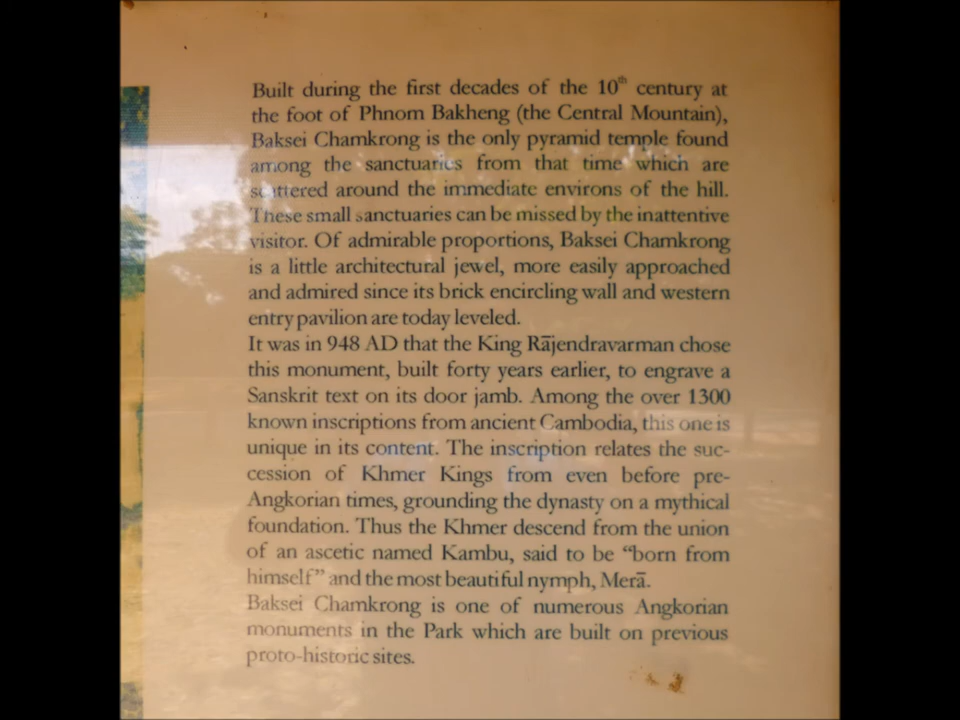 Built during the first decades of the 10th century at
the foot of Phnom Bakheng (the Central Mountain),
Baksei Chamkrong is the only pyramid temple found
among the sanctuaries from that time which are
scattered around the immediate environs of the hill.
These small sanctuaries can be missed by the inattentive
visitor. Of admirable proportions, Baksei Chamkrong
is a little architectural jewel, more easily approached
and admired since its brick encircling wall and western
entry pavilion are today leveled.
It was in 948 AD that the King Rājendravarman chose
this monument, built forty years earlier, to engrave a
Sanskrit text on its door jamb. Among the over 1300
known inscriptions from ancient Cambodia, this one is
unique in its content. The inscription relates the suc-
cession of Khmer Kings from even before pre-
Angkorian times, grounding the dynasty on a mythical
foundation. Thus the Khmer descend from the union
of an ascetic named Kambu, said to be “born from
himself” and the most beautiful nymph, Merā.
Baksei Chamkrong is one of numerous Angkorian
monuments in the Park which are built on previous
proto-historic sites.